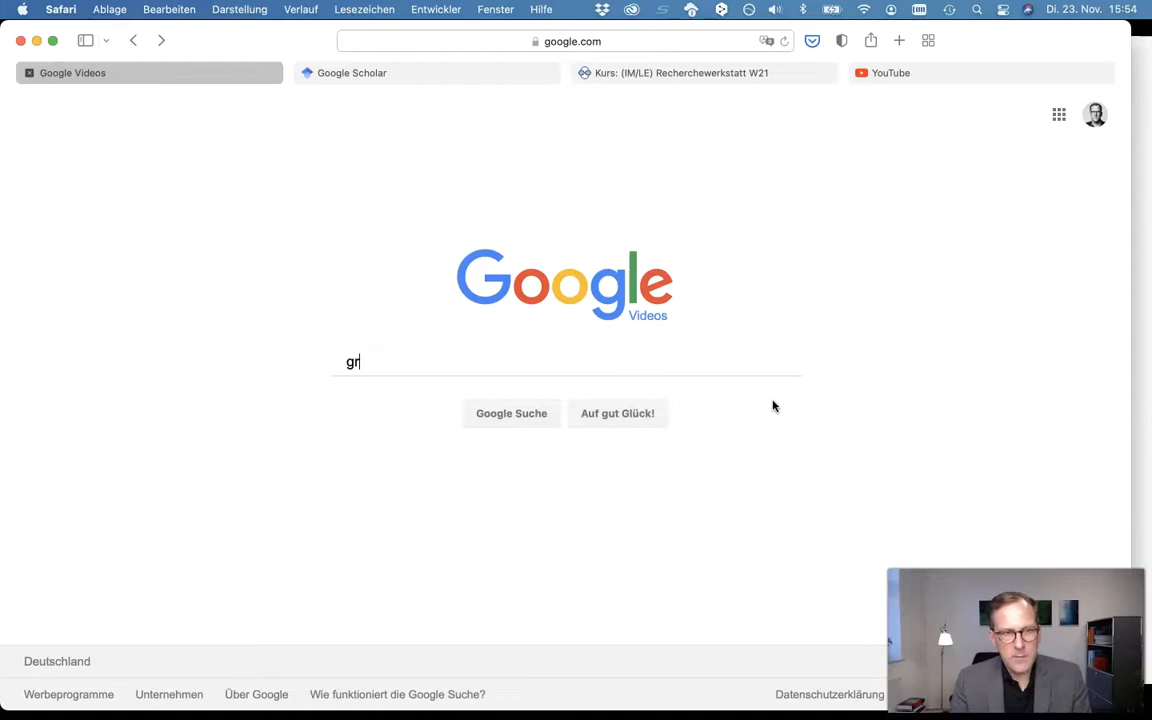 Safari Ablage Bearbeiten Darstellung Verlauf Lesezeichen Entwickler Fenster Hilfe Di. 23. Nov. 15:54
google.com
Google Videos Google Scholar Kurs: (IM/LE) Recherchewerkstatt W21 YouTube
Google
Videos
gr
Google Suche Auf gut Glück!
Deutschland
Werbeprogramme Unternehmen Über Google Wie funktioniert die Google Suche? Datenschutzerklärung